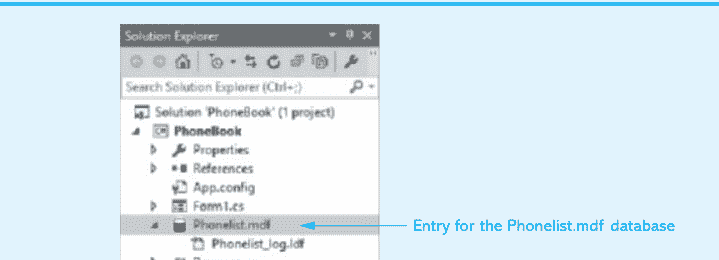 Solution Explorer
Search Solution Explorer (Ctrl+;)
Solution 'PhoneBook' (1 project)
C#
PhoneBook
Properties
References
App.config
Form1.cs
Phonelist.mdf
Entry for the Phonelist.mdf database
Phonelist_log.ldf